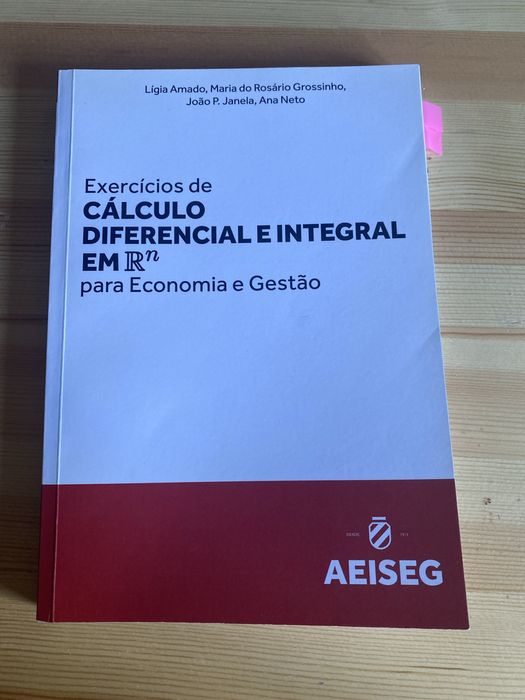 Lígia Amado, Maria do Rosário Grossinho,
João P. Janela, Ana Neto
Exercícios de
CÁLCULO
DIFERENCIAL E INTEGRAL
EM ℝⁿ
para Economia e Gestão
AEISEG